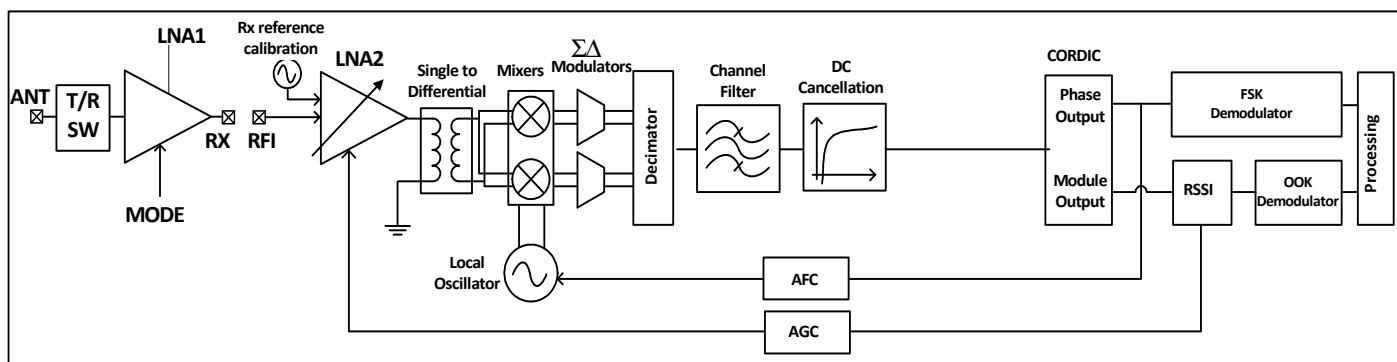 ANT
T/R
SW
LNA1
MODE
RX
RFI
Rx reference
calibration
LNA2
Single to
Differential
Mixers
ΣΔ
Modulators
Local
Oscillator
Decimator
Channel
Filter
DC
Cancellation
CORDIC
Phase
Output
Module
Output
FSK
Demodulator
RSSI
OOK
Demodulator
Processing
AFC
AGC